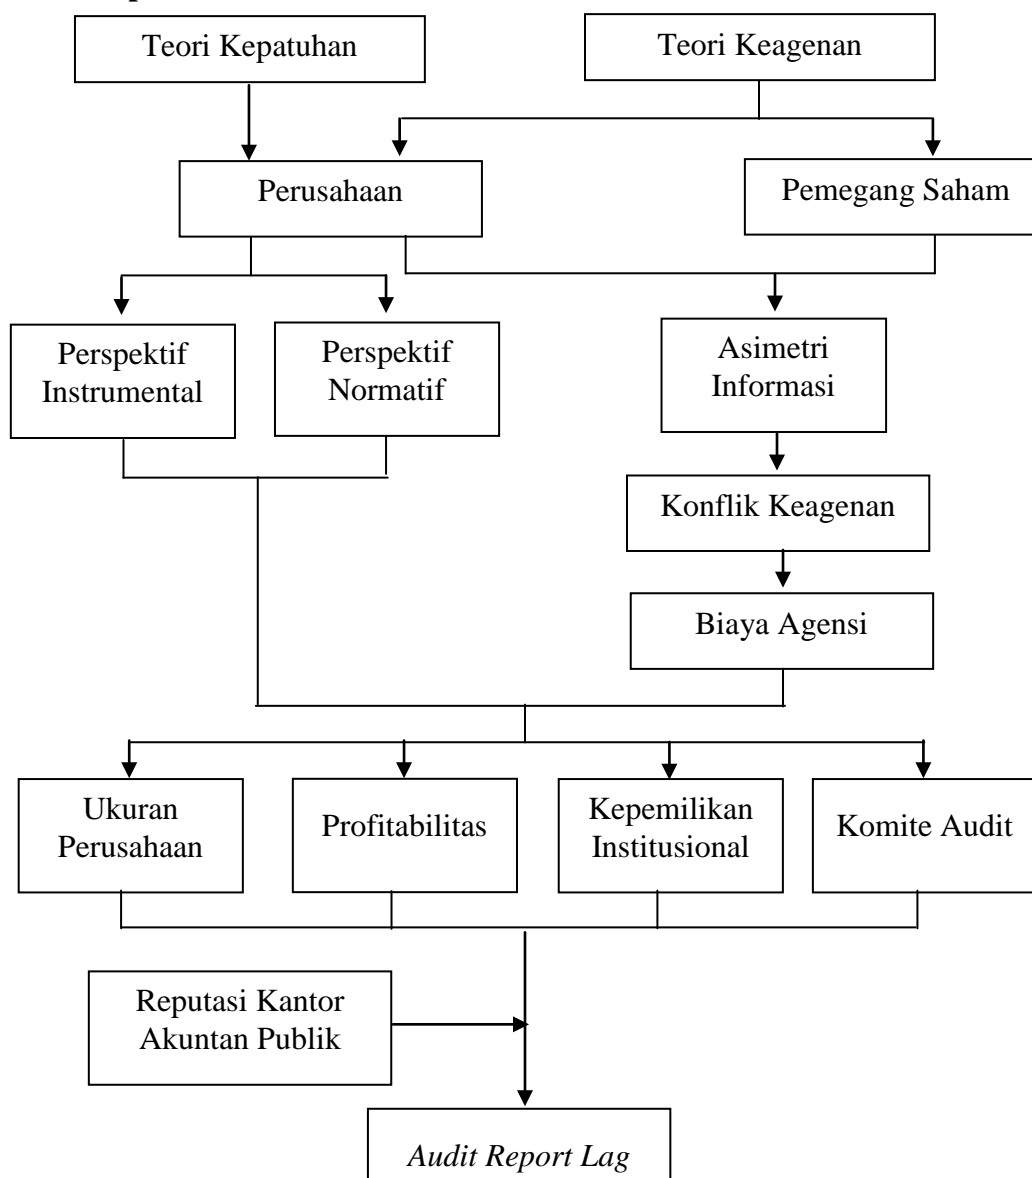 Teori Kepatuhan
Teori Keagenan
Perusahaan
Pemegang Saham
Perspektif
Instrumental
Perspektif
Normatif
Asimetri
Informasi
Konflik Keagenan
Biaya Agensi
Ukuran
Perusahaan
Profitabilitas
Kepemilikan
Institusional
Komite Audit
Reputasi Kantor
Akuntan Publik
Audit Report Lag